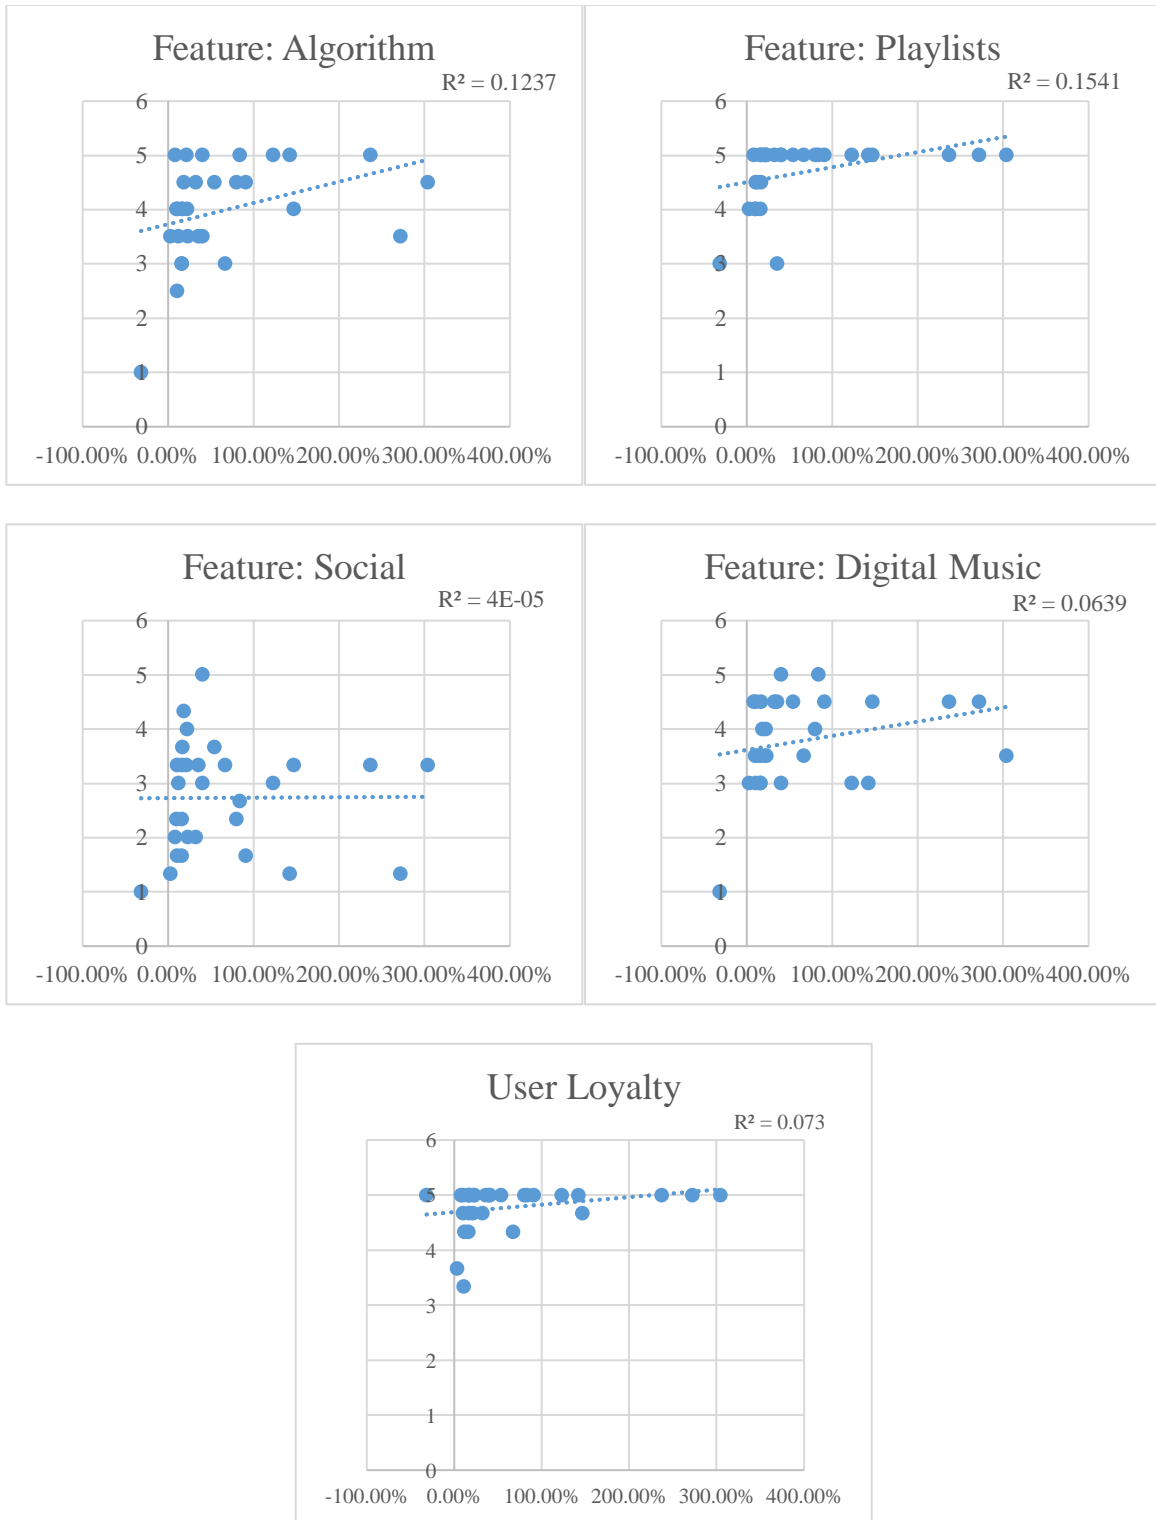 Feature: Algorithm
R² = 0.1237
6
5
4
3
2
1
0
-100.00% 0.00% 100.00% 200.00% 300.00% 400.00%
Feature: Playlists
R² = 0.1541
6
5
4
3
2
1
0
-100.00% 0.00% 100.00% 200.00% 300.00% 400.00%
Feature: Social
R² = 4E-05
6
5
4
3
2
1
0
-100.00% 0.00% 100.00% 200.00% 300.00% 400.00%
Feature: Digital Music
R² = 0.0639
6
5
4
3
2
1
0
-100.00% 0.00% 100.00% 200.00% 300.00% 400.00%
User Loyalty
R² = 0.073
6
5
4
3
2
1
0
-100.00% 0.00% 100.00% 200.00% 300.00% 400.00%